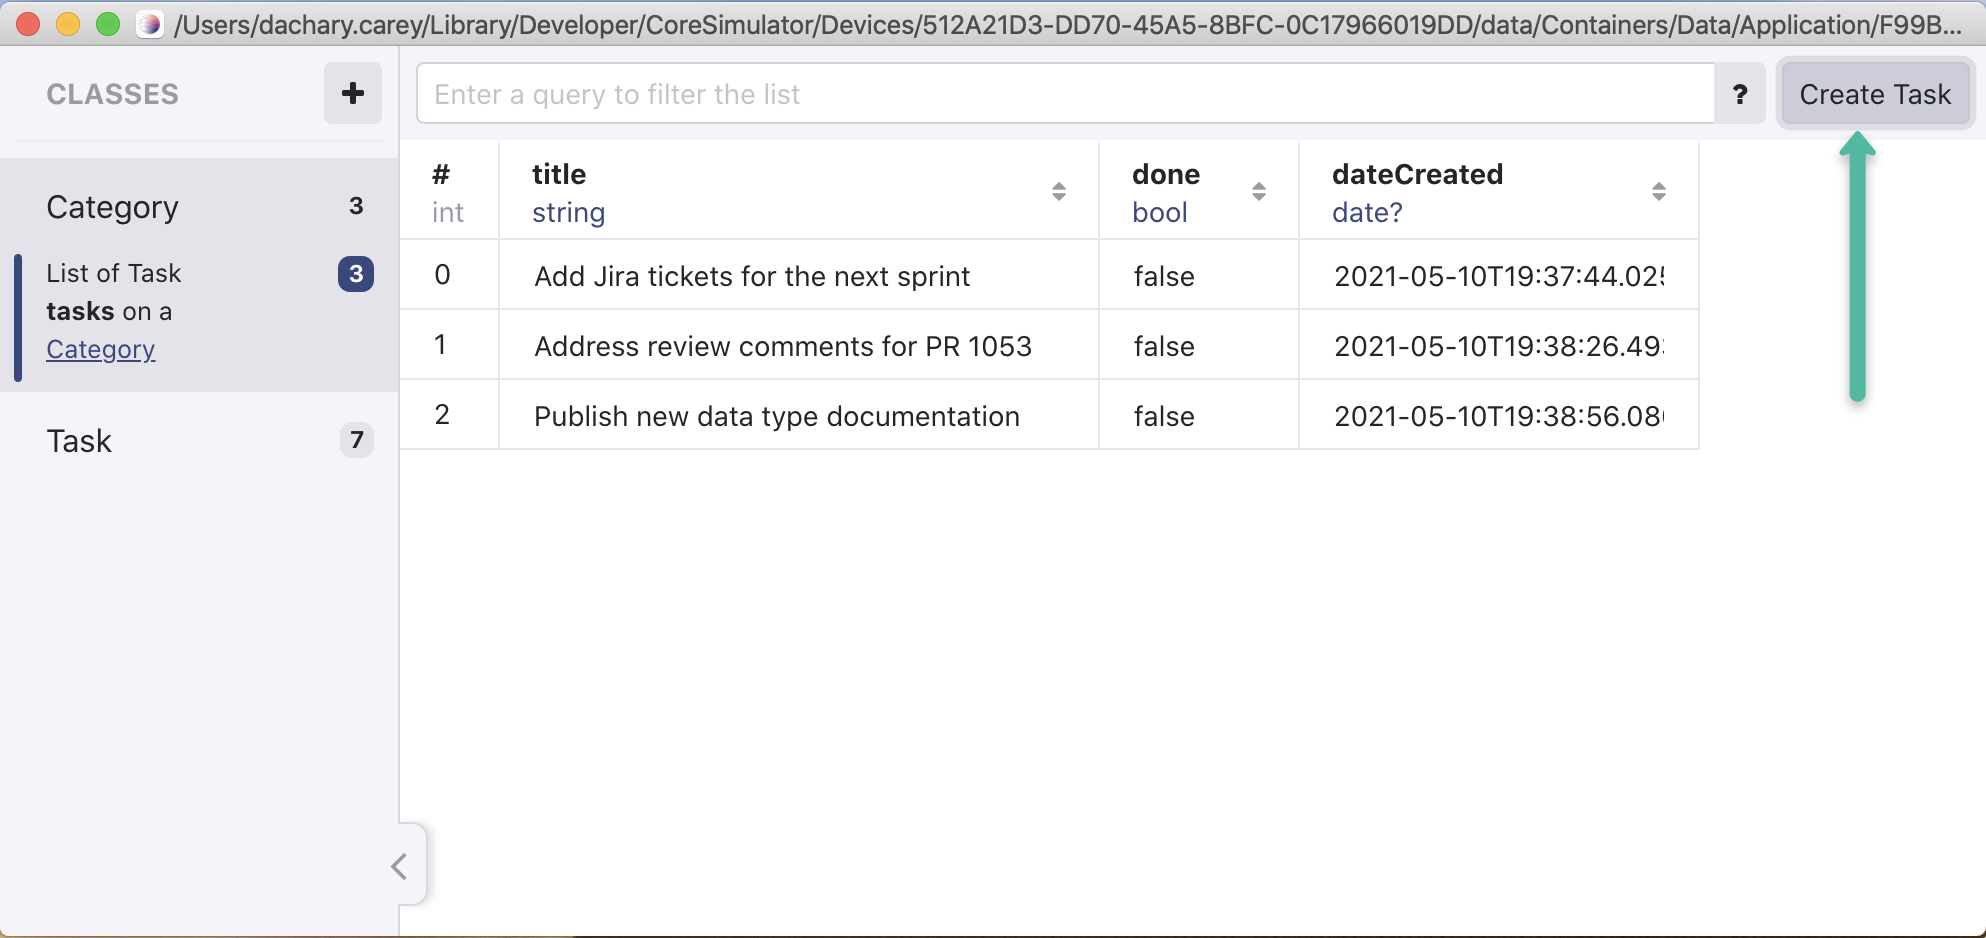 /Users/dachary.carey/Library/Developer/CoreSimulator/Devices/512A21D3-DD70-45A5-8BFC-0C17966019DD/data/Containers/Data/Application/F99B...
CLASSES
+
Enter a query to filter the list
?
Create Task
Category 3
List of Task 3
tasks on a
Category
Task 7
# title done dateCreated
int string bool date?
0 Add Jira tickets for the next sprint false 2021-05-10T19:37:44.025
1 Address review comments for PR 1053 false 2021-05-10T19:38:26.49
2 Publish new data type documentation false 2021-05-10T19:38:56.08